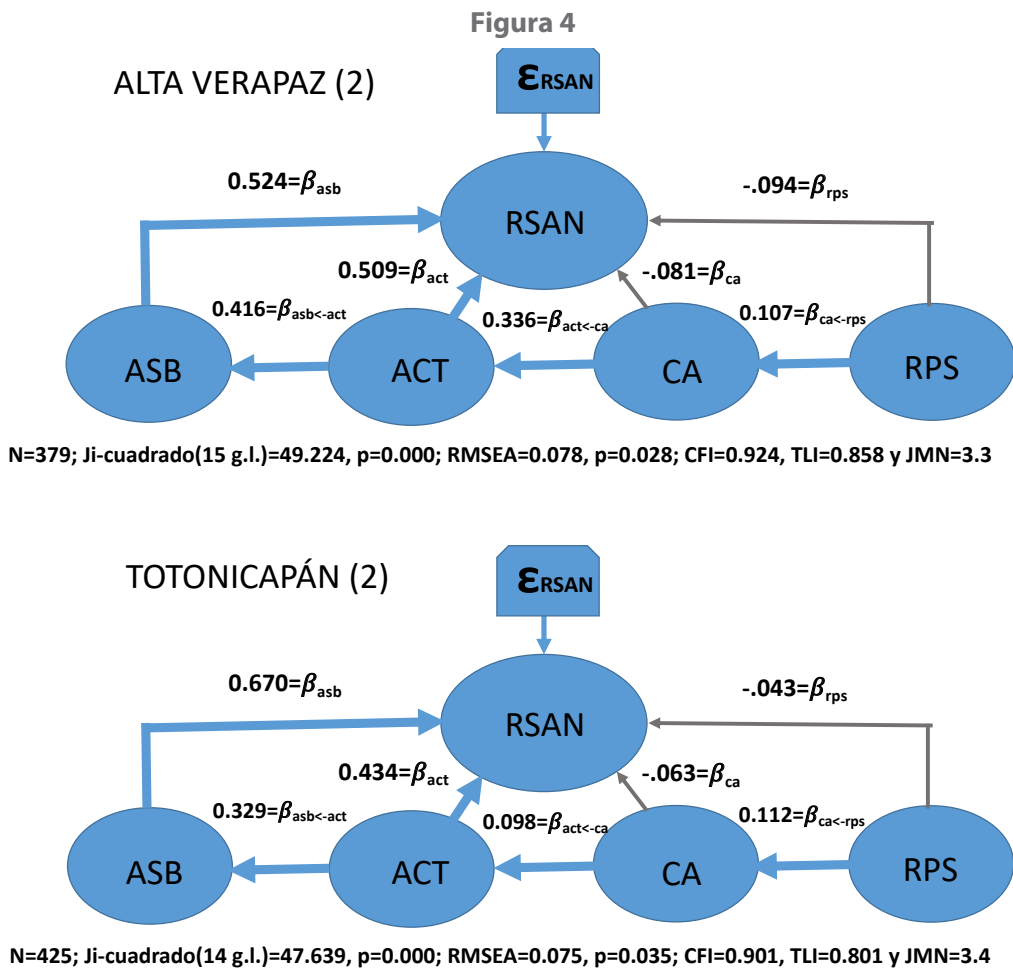 Figura 4
ALTA VERAPAZ (2)
εRSAN
0.524=βasb
-.094=βrps
RSAN
0.509=βact
-.081=βca
0.416=βasb<-act
0.336=βact<-ca
0.107=βca<-rps
ASB
ACT
CA
RPS
N=379; Ji-cuadrado(15 g.l.)=49.224, p=0.000; RMSEA=0.078, p=0.028; CFI=0.924, TLI=0.858 y JMN=3.3
TOTONICAPÁN (2)
εRSAN
0.670=βasb
-.043=βrps
RSAN
0.434=βact
-.063=βca
0.329=βasb<-act
0.098=βact<-ca
0.112=βca<-rps
ASB
ACT
CA
RPS
N=425; Ji-cuadrado(14 g.l.)=47.639, p=0.000; RMSEA=0.075, p=0.035; CFI=0.901, TLI=0.801 y JMN=3.4